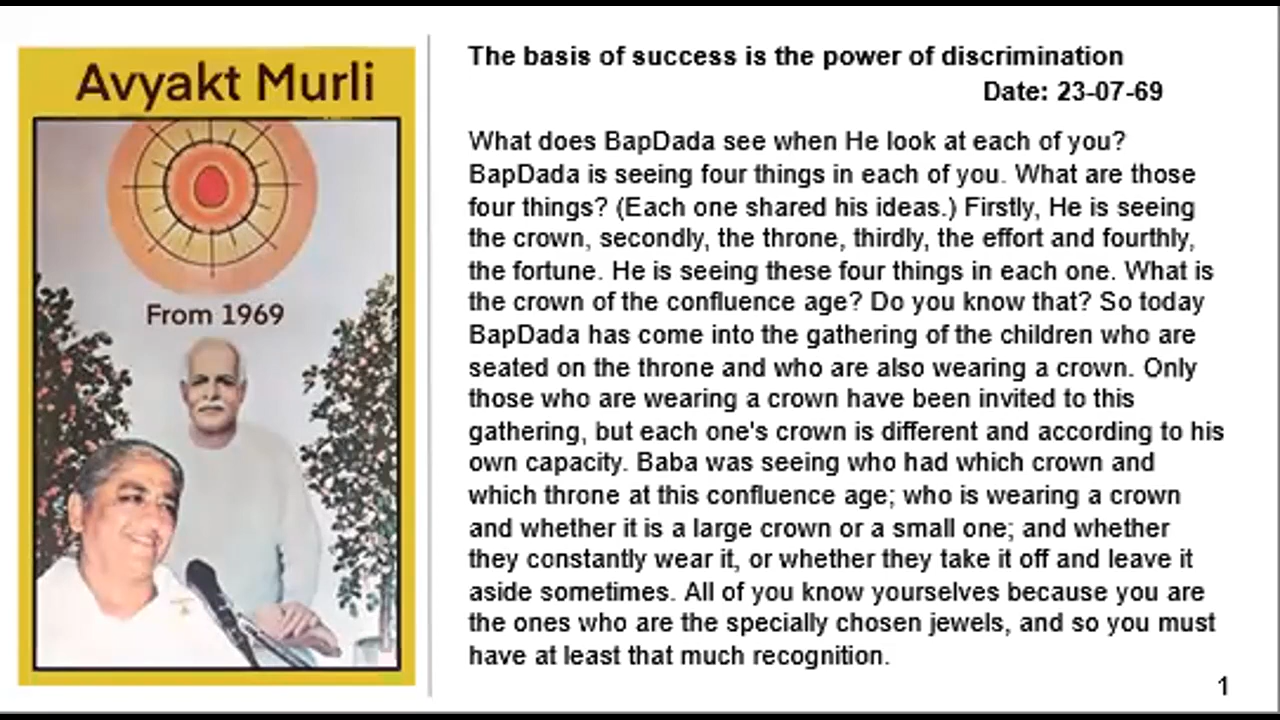 Avyakt Murli
From 1969
The basis of success is the power of discrimination
Date: 23-07-69
What does BapDada see when He look at each of you?
BapDada is seeing four things in each of you. What are those
four things? (Each one shared his ideas.) Firstly, He is seeing
the crown, secondly, the throne, thirdly, the effort and fourthly,
the fortune. He is seeing these four things in each one. What is
the crown of the confluence age? Do you know that? So today
BapDada has come into the gathering of the children who are
seated on the throne and who are also wearing a crown. Only
those who are wearing a crown have been invited to this
gathering, but each one's crown is different and according to his
own capacity. Baba was seeing who had which crown and
which throne at this confluence age; who is wearing a crown
and whether it is a large crown or a small one; and whether
they constantly wear it, or whether they take it off and leave it
aside sometimes. All of you know yourselves because you are
the ones who are the specially chosen jewels, and so you must
have at least that much recognition.
1